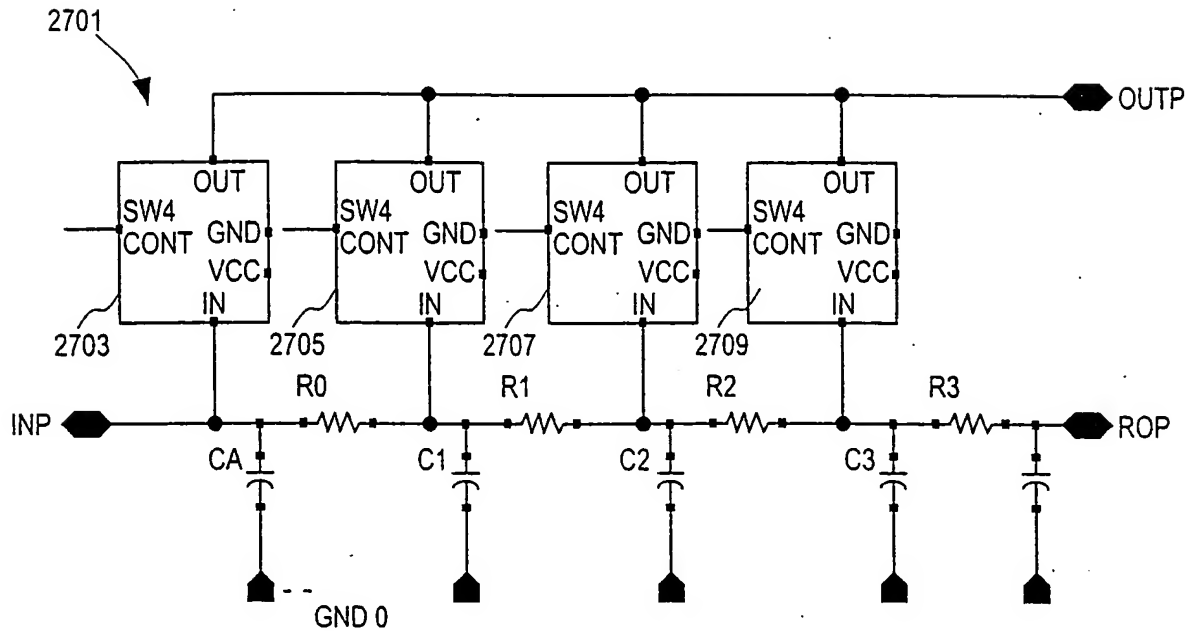 2701
OUTP
OUT OUT OUT OUT
SW4 SW4 SW4 SW4
CONT GND CONT GND CONT GND CONT GND
VCC VCC VCC VCC
IN IN IN IN
2703 2705 2707 2709
R0 R1 R2 R3
INP ROP
CA C1 C2 C3
GND 0